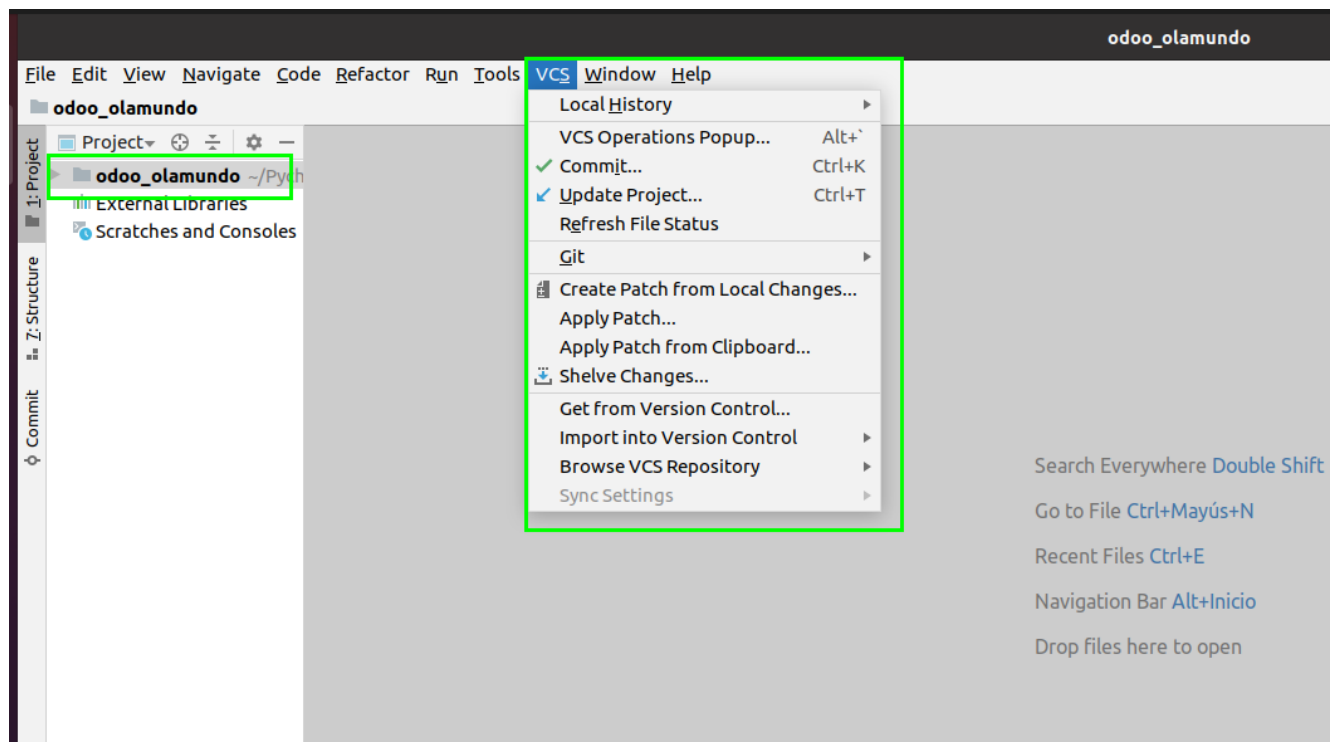 odoo_olamundo
File Edit View Navigate Code Refactor Run Tools VCS Window Help
odoo_olamundo
Project
odoo_olamundo ~/Pych
External Libraries
Scratches and Consoles
1: Project
7: Structure
Commit
Local History
VCS Operations Popup... Alt+`
Commit... Ctrl+K
Update Project... Ctrl+T
Refresh File Status
Git
Create Patch from Local Changes...
Apply Patch...
Apply Patch from Clipboard...
Shelve Changes...
Get from Version Control...
Import into Version Control
Browse VCS Repository
Sync Settings
Search Everywhere Double Shift
Go to File Ctrl+Mayús+N
Recent Files Ctrl+E
Navigation Bar Alt+Inicio
Drop files here to open